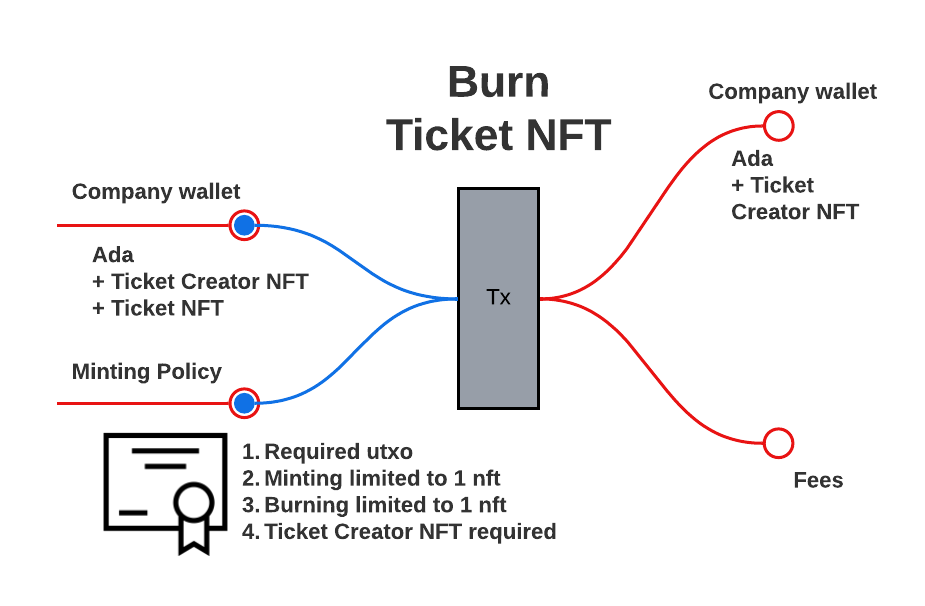 Burn
Ticket NFT
Company wallet
Ada
+ Ticket Creator NFT
+ Ticket NFT
Minting Policy
1. Required utxo
2. Minting limited to 1 nft
3. Burning limited to 1 nft
4. Ticket Creator NFT required
Tx
Company wallet
Ada
+ Ticket
Creator NFT
Fees